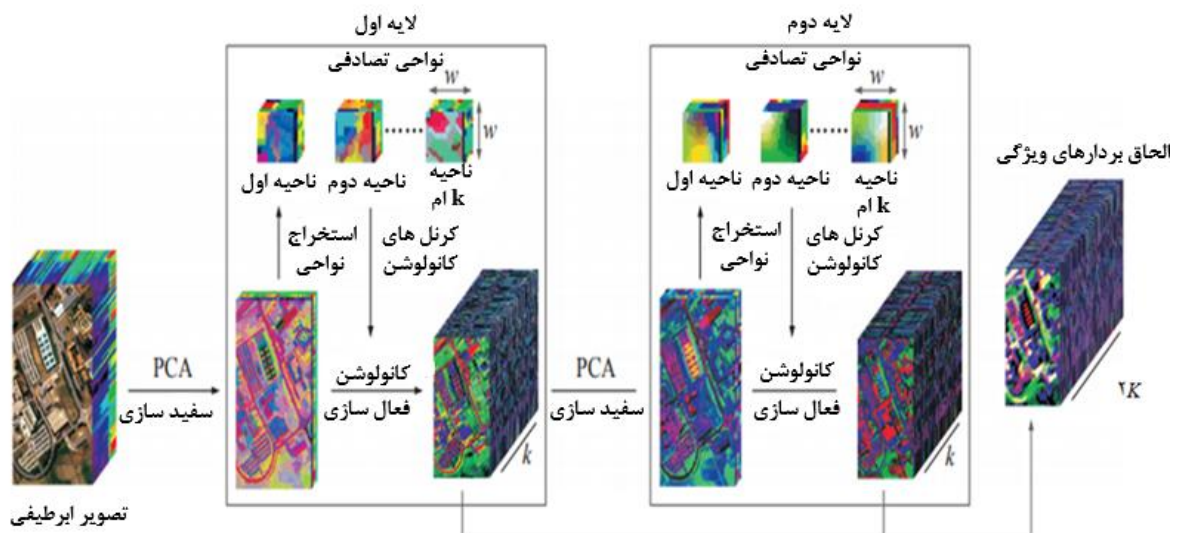 لایه اول
نواحی تصادفی
w
w
ناحیه اول
ناحیه دوم
ناحیه
k ام
استخراج
نواحی
کرنل های
کانولوشن
PCA
سفید سازی
کانولوشن
فعال سازی
k
تصویر ابرطیفی
PCA
سفید سازی
لایه دوم
نواحی تصادفی
w
w
ناحیه اول
ناحیه دوم
ناحیه
k ام
استخراج
نواحی
کرنل های
کانولوشن
کانولوشن
فعال سازی
k
الحاق بردارهای ویژگی
۲K